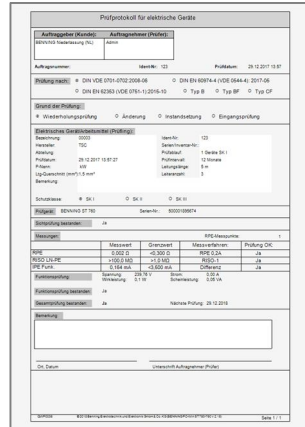 Prüfprotokoll für elektrische Geräte
Auftraggeber (Kunde): Auftragnehmer (Prüfer):
BENNING Niederlassung (NL) Admin
Auftragsnummer: Ident-Nr: 123 Prüfdatum: 29.12.2017 10:57
Prüfung nach: DIN VDE 0701-0702:2008-06 DIN EN 60974-4 (VDE 0544-4): 2017-05
DIN EN 62353 (VDE 0751-1):2015-10 Typ B Typ BF Typ CF
Grund der Prüfung:
Wiederholungsprüfung Änderung Instandsetzung Eingangsprüfung
Elektrisches Gerät/Arbeitsmittel (Prüfling):
Bezeichnung: 00003 Ident-Nr: 123
Hersteller TSC Serien/Inventar-Nr:
Abteilung Prüfablauf: 1 Geräte SK I
Prüfdatum 29.12.2017 10:57:27 Prüfintervall: 12 Monate
P-Nenn kW Leitungslänge: 5 m
Ltg-Querschnitt (mm²) 1,5 mm² Leiteranzahl: 3
Bemerkung
Schutzklasse: SK I SK II SK III
Prüfgerät: BENNING ST 760 Serien-Nr.:
Sichtprüfung bestanden: Ja
Messungen: RPE-Messpunkte: 1
Messwert Grenzwert Messverfahren: Prüfung OK:
RPE 0,002 Ω <0,300 Ω RPE 0,2A Ja
RISO LN-PE >100,0 MΩ >1,0 MΩ RISO-1 Ja
IPE Funk. 0,184 mA <3,500 mA Differenz Ja
Funktionsprüfung: Spannung: 239,76 V Strom: 0,00 A
Wirkleistung: 0,1 W Scheinleistung: 0,05 VA
Funktionsprüfung bestanden: Ja
Gesamtprüfung bestanden: Ja Nächste Prüfung: 29.12.2018
Bemerkung:
Ort, Datum Unterschrift Auftragnehmer (Prüfer)
Seite 1 / 1